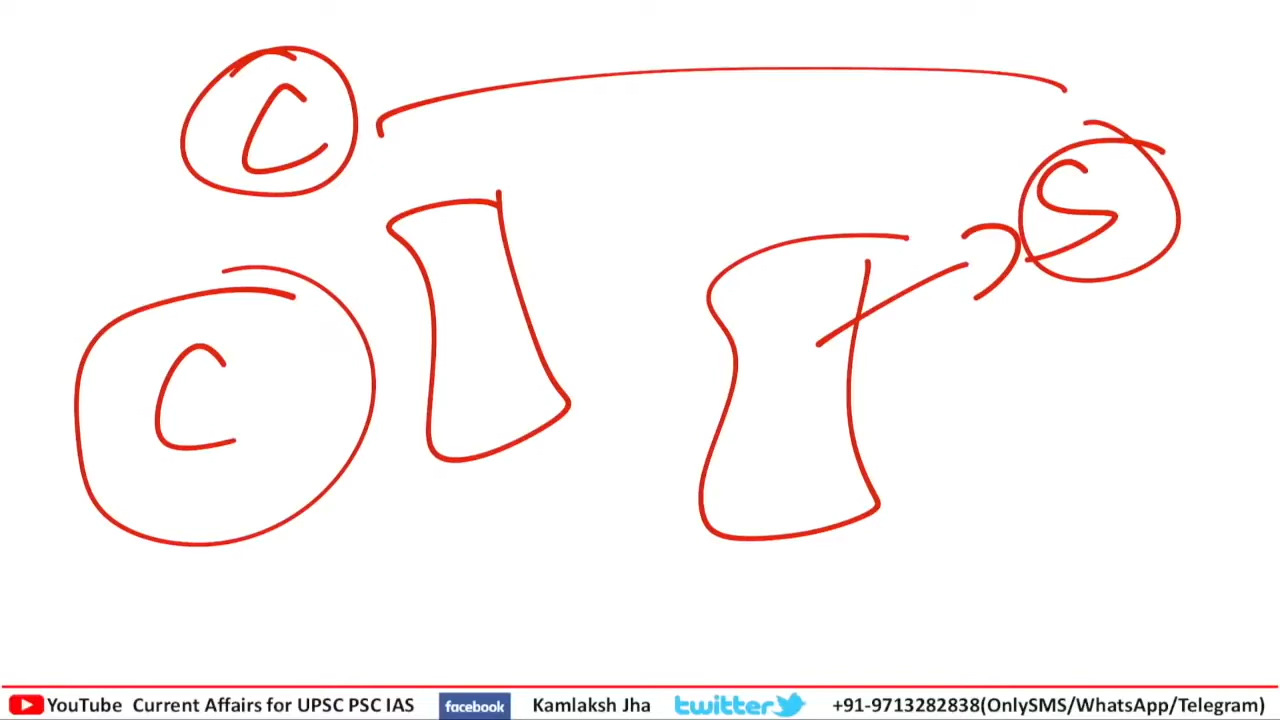 C
S
C
YouTube Current Affairs for UPSC PSC IAS facebook Kamlaksh Jha twitter +91-9713282838(OnlySMS/WhatsApp/Telegram)